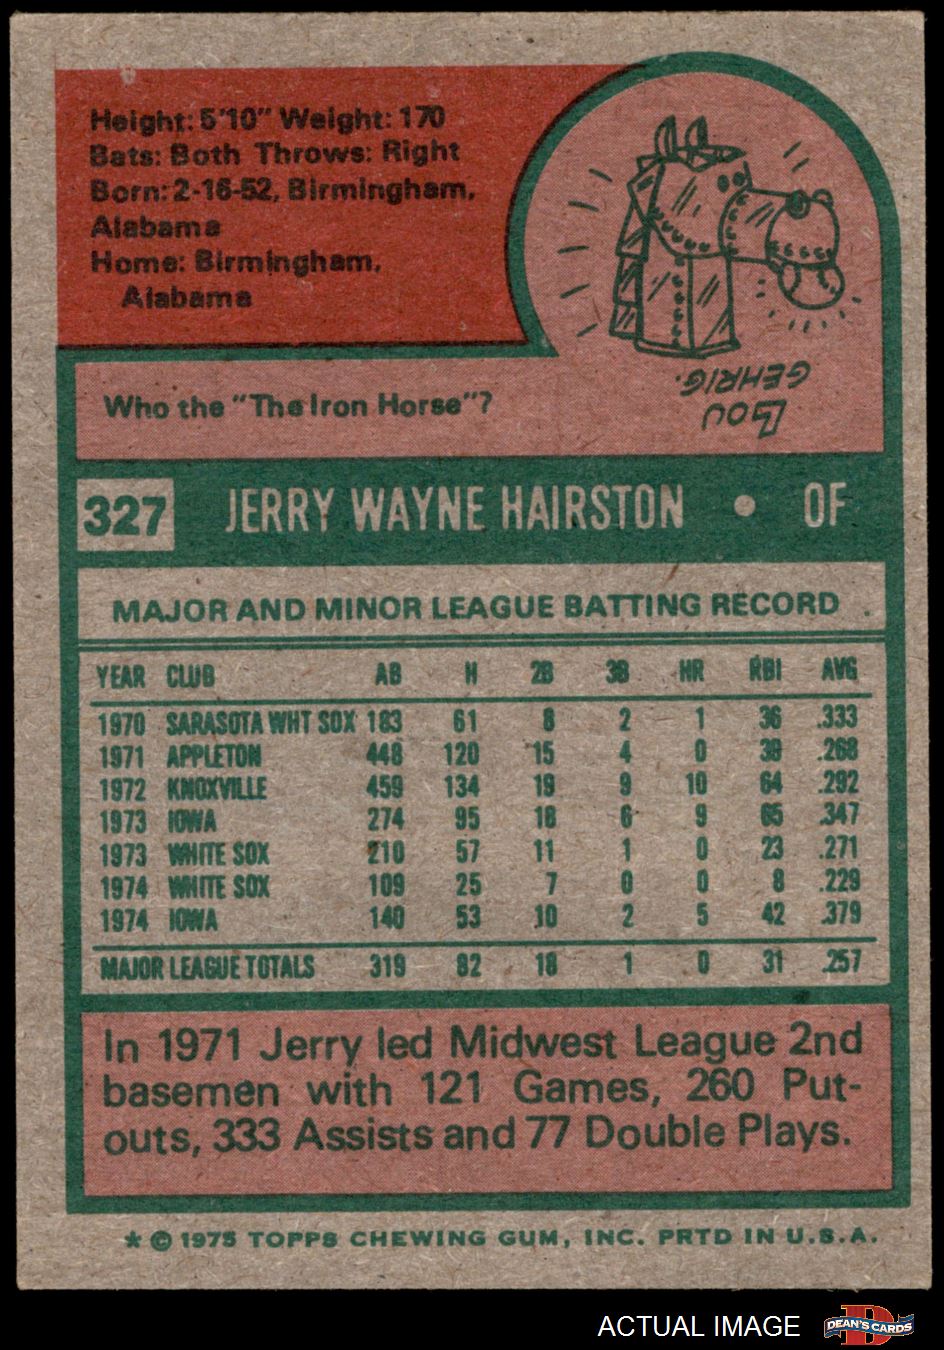 Height: 5'10" Weight: 170
Bats: Both Throws: Right
Born: 2-16-52, Birmingham,
Alabama
Home: Birmingham,
Alabama
LOU
GEHRIG.
Who the "The Iron Horse"?
327 JERRY WAYNE HAIRSTON • OF
MAJOR AND MINOR LEAGUE BATTING RECORD
YEAR CLUB AB H 2B 3B HR RBI AVG
1970 SARASOTA WHT SOX 183 61 8 2 1 36 .333
1971 APPLETON 448 120 15 4 0 39 .268
1972 KNOXVILLE 459 134 19 9 10 64 .292
1973 IOWA 274 95 16 6 9 65 .347
1973 WHITE SOX 210 57 11 1 0 23 .271
1974 WHITE SOX 109 25 7 0 0 8 .229
1974 IOWA 140 53 10 2 5 42 .379
MAJOR LEAGUE TOTALS 319 82 18 1 0 31 .257
In 1971 Jerry led Midwest League 2nd
basemen with 121 Games, 260 Put-
outs, 333 Assists and 77 Double Plays.
* © 1975 TOPPS CHEWING GUM, INC. PRTD IN U.S.A.
ACTUAL IMAGE DEAN'S CARDS